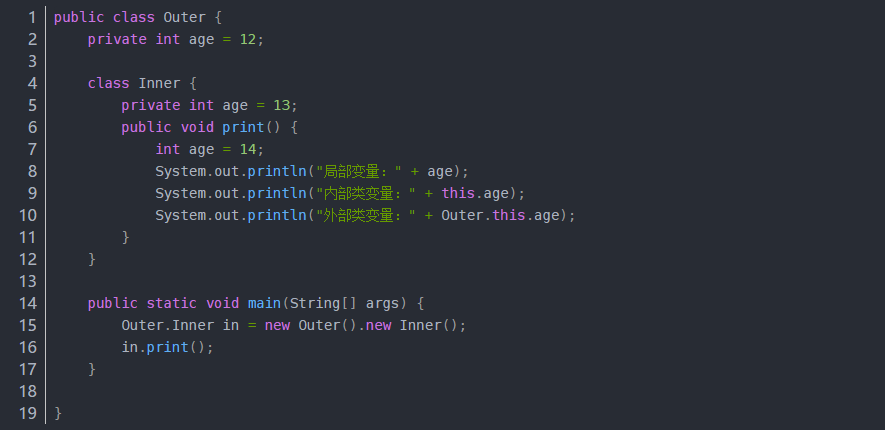 1 public class Outer {
2     private int age = 12;
3
4     class Inner {
5         private int age = 13;
6         public void print() {
7             int age = 14;
8             System.out.println("局部变量：" + age);
9             System.out.println("内部类变量：" + this.age);
10             System.out.println("外部类变量：" + Outer.this.age);
11         }
12     }
13
14     public static void main(String[] args) {
15         Outer.Inner in = new Outer().new Inner();
16         in.print();
17     }
18
19 }